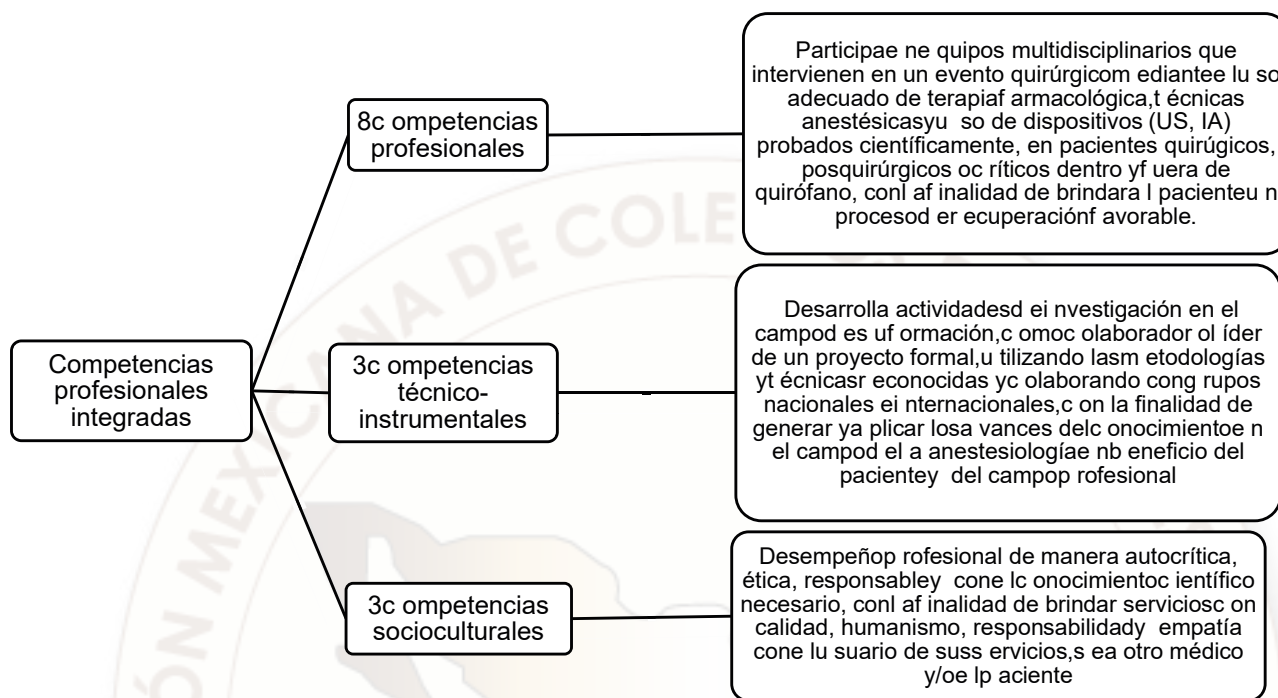 Competencias
profesionales
integradas
8c ompetencias
profesionales
Participae ne quipos multidisciplinarios que
intervienen en un evento quirúrgicom ediantee lu so
adecuado de terapiaf armacológica,t écnicas
anestésicasyu so de dispositivos (US, IA)
probados científicamente, en pacientes quirúgicos,
posquirúrgicos oc ríticos dentro yf uera de
quirófano, conl af inalidad de brindara l pacienteu n
procesod er ecuperaciónf avorable.
3c ompetencias
técnico-
instrumentales
Desarrolla actividadesd ei nvestigación en el
campod es uf ormación,c omoc olaborador ol íder
de un proyecto formal,u tilizando lasm etodologías
yt écnicasr econocidas yc olaborando cong rupos
nacionales ei nternacionales,c on la finalidad de
generar ya plicar losa vances delc onocimientoe n
el campod el a anestesiologíae nb eneficio del
pacientey del campop rofesional
3c ompetencias
socioculturales
Desempeñop rofesional de manera autocrítica,
ética, responsabley cone lc onocimientoc ientífico
necesario, conl af inalidad de brindar serviciosc on
calidad, humanismo, responsabilidady empatía
cone lu suario de suss ervicios,s ea otro médico
y/oe lp aciente
ÓN MEXICANA DE COLE